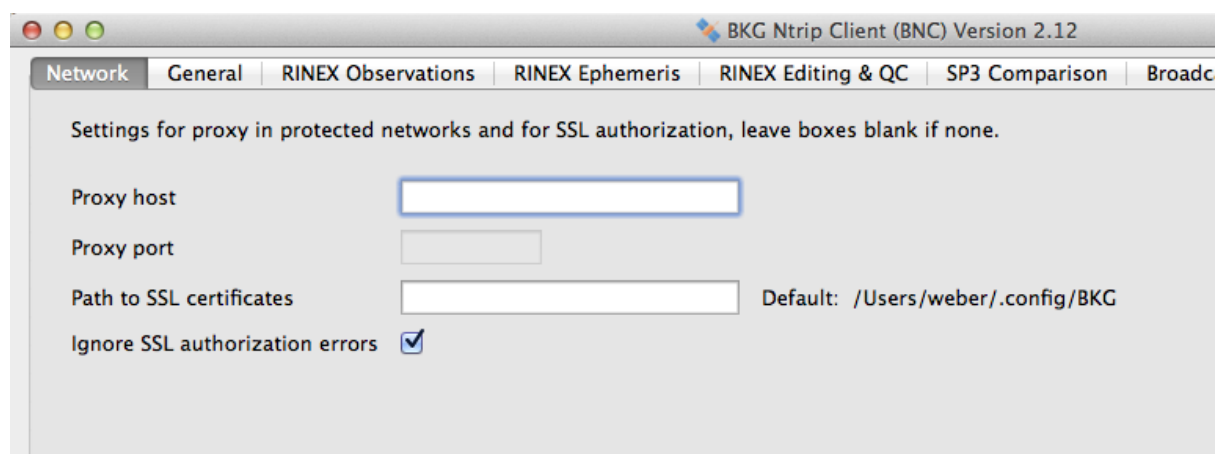 BKG Ntrip Client (BNC) Version 2.12
Network General RINEX Observations RINEX Ephemeris RINEX Editing & QC SP3 Comparison Broadc
Settings for proxy in protected networks and for SSL authorization, leave boxes blank if none.
Proxy host
Proxy port
Path to SSL certificates Default: /Users/weber/.config/BKG
Ignore SSL authorization errors